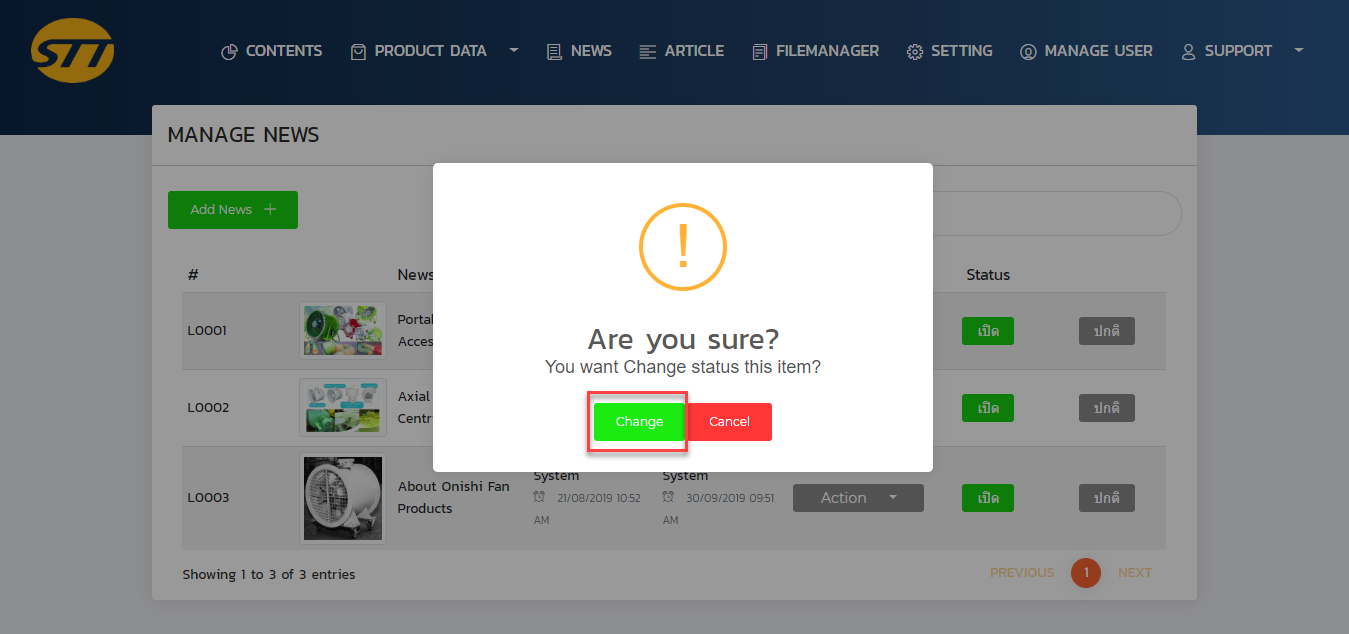 STI
CONTENTS PRODUCT DATA NEWS ARTICLE FILEMANAGER SETTING MANAGE USER SUPPORT
MANAGE NEWS
Add News +
# News Status
!
Are you sure?
You want Change status this item?
Change Cancel
L0001 Portal เปิด ปกติ
Acces
L0002 Axial เปิด ปกติ
Centr
L0003 About Onishi Fan Products System 21/08/2019 10:52 AM System 30/09/2019 09:51 AM Action เปิด ปกติ
Showing 1 to 3 of 3 entries
PREVIOUS 1 NEXT